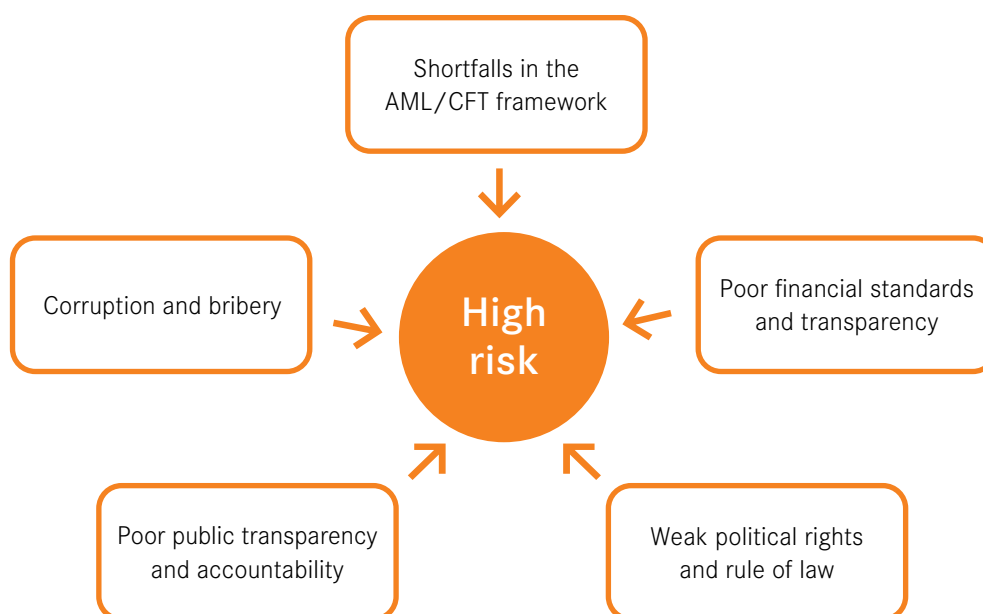 Shortfalls in the
AML/CFT framework
Corruption and bribery
High
risk
Poor financial standards
and transparency
Poor public transparency
and accountability
Weak political rights
and rule of law